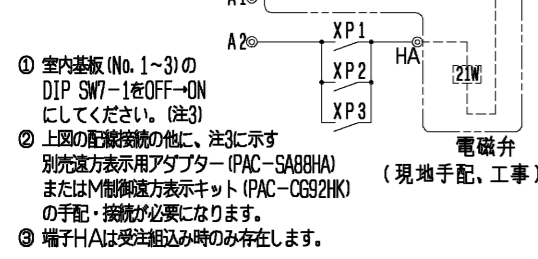 A1
A2
XP1
HA
XP2
21W
XP3
電磁弁
(現地手配、工事)
① 室内基板(No. 1~3)の
DIP SW7-1をOFF→ON
にしてください。(注3)
② 上図の配線接続の他に、注3に示す
別売遠方表示用アダプター(PAC-SA88HA)
またはM制御遠方表示キット(PAC-CG92HK)
の手配・接続が必要になります。
③ 端子HAは受注組込み時のみ存在します。